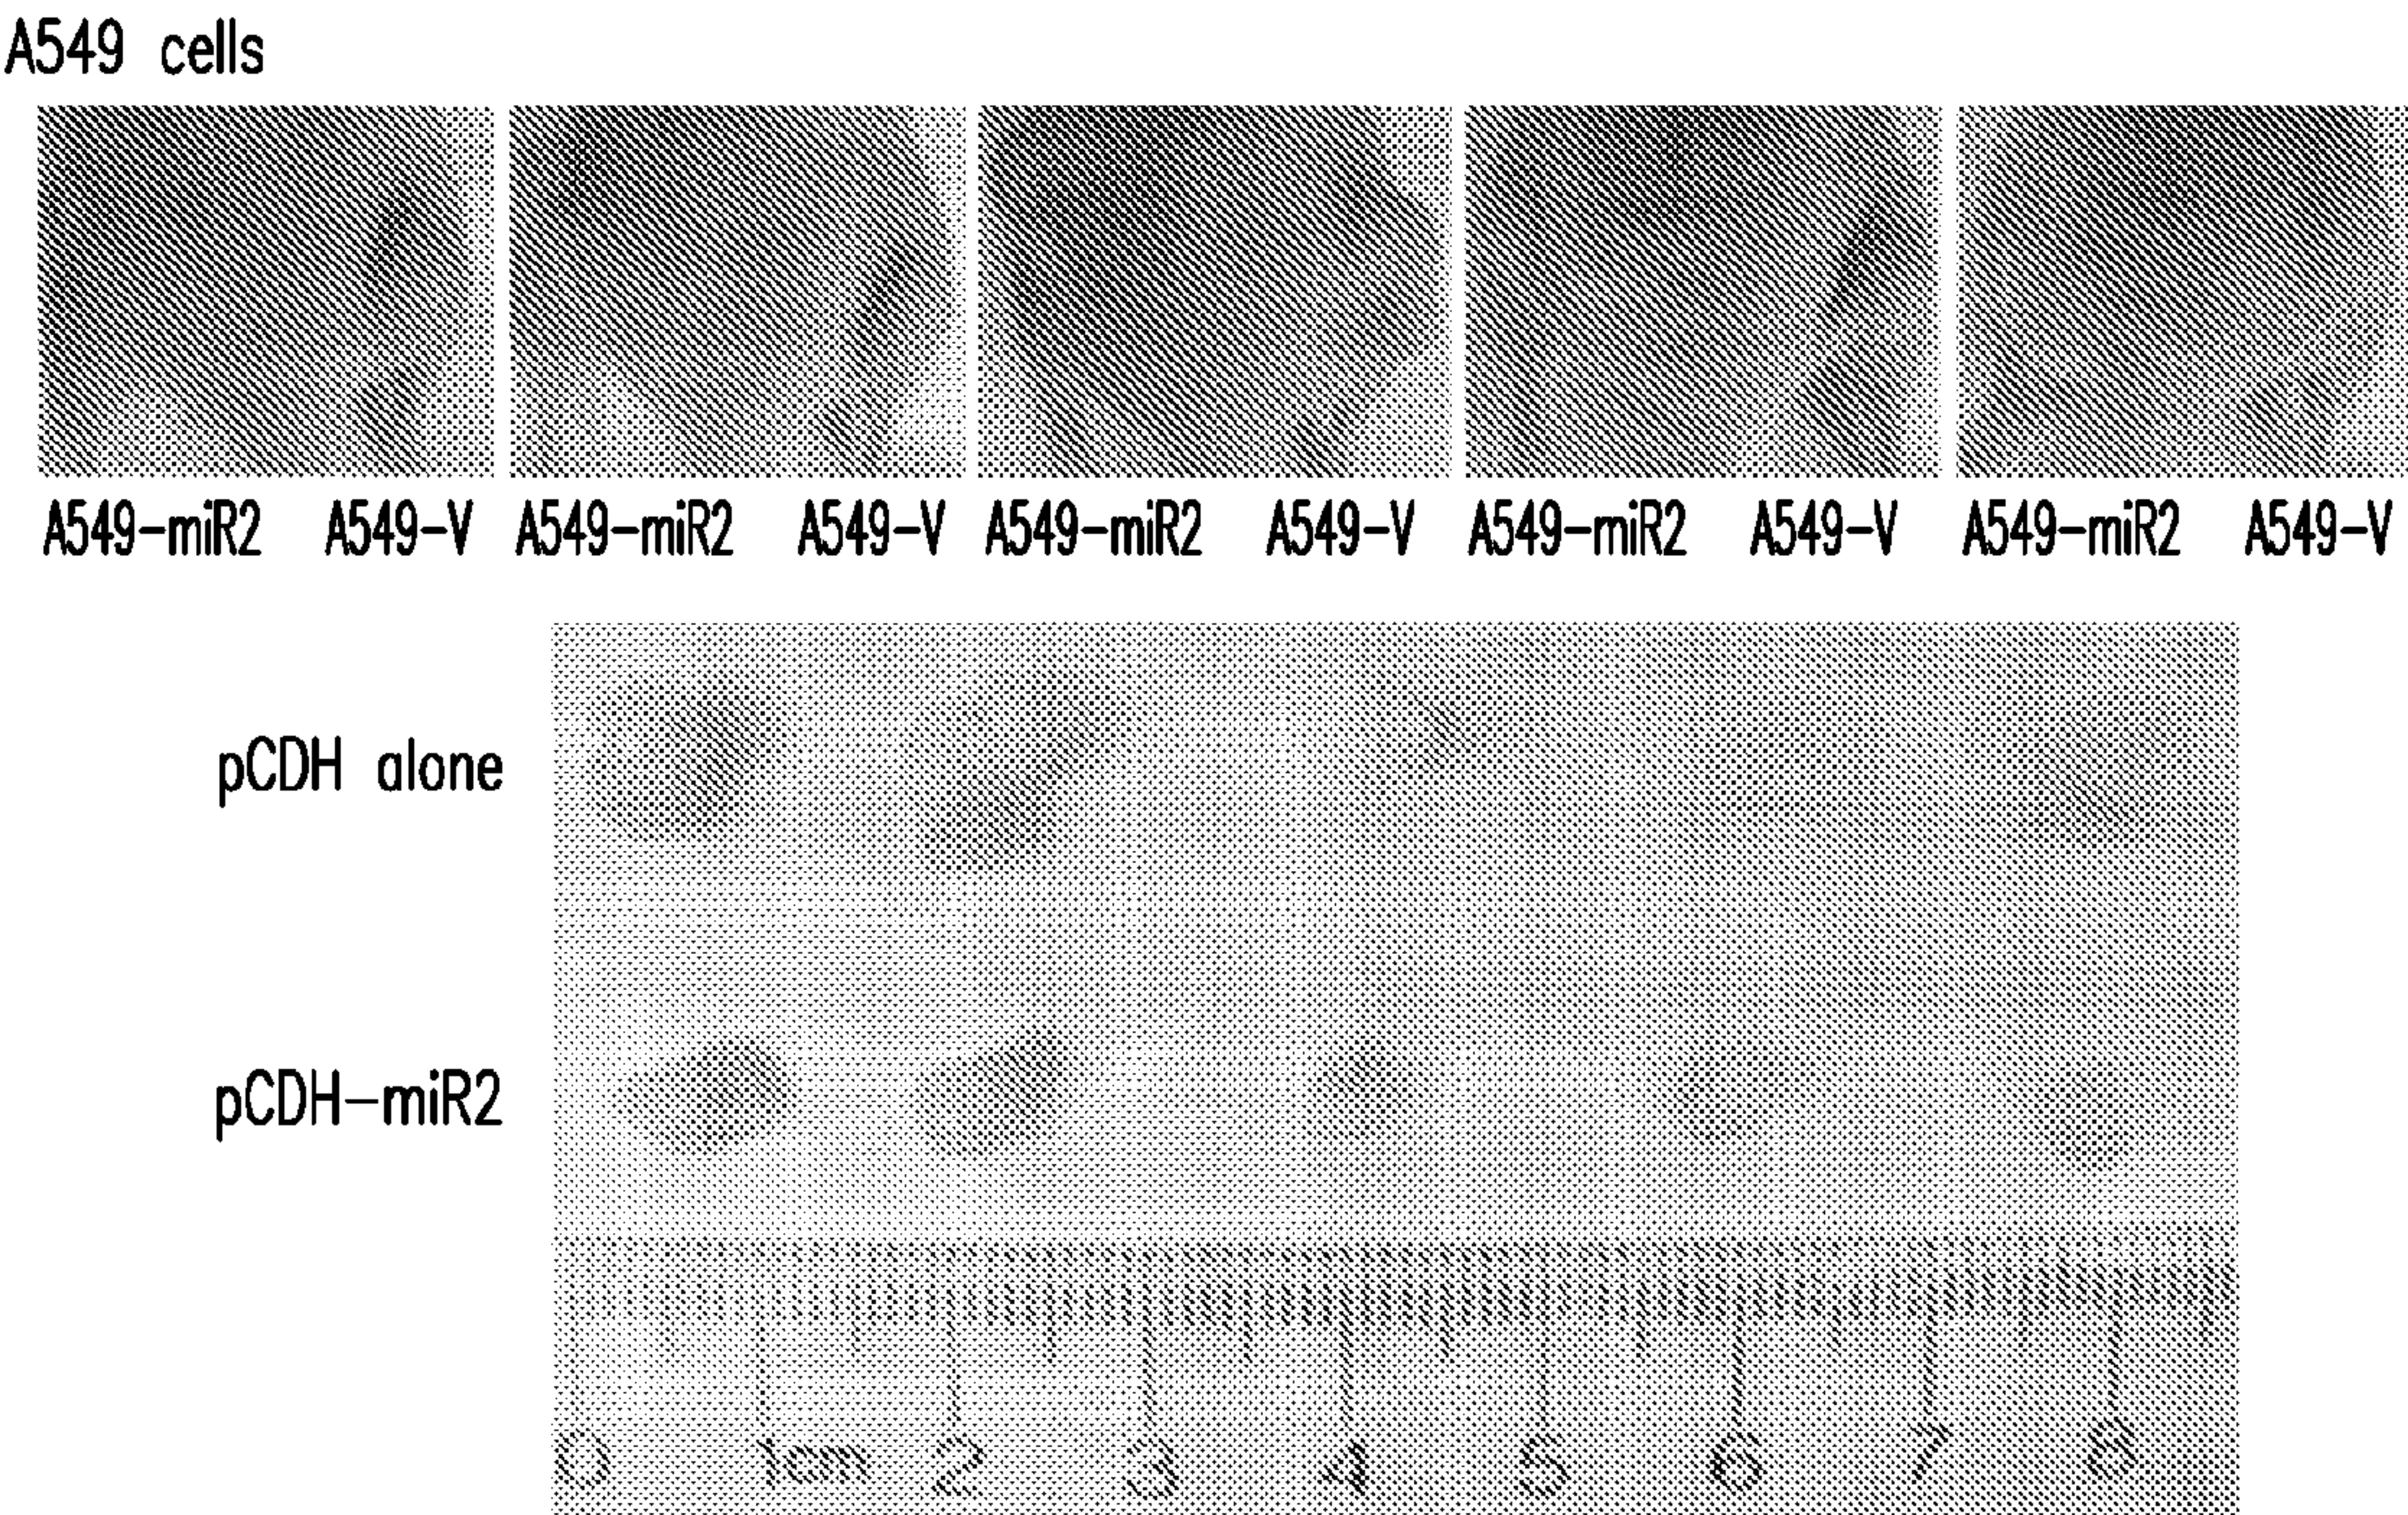 A549 cells
A549-miR2 A549-V A549-miR2 A549-V A549-miR2 A549-V A549-miR2 A549-V A549-miR2 A549-V
pCDH alone
pCDH-miR2
0 1cm 2 3 4 5 6 7 8